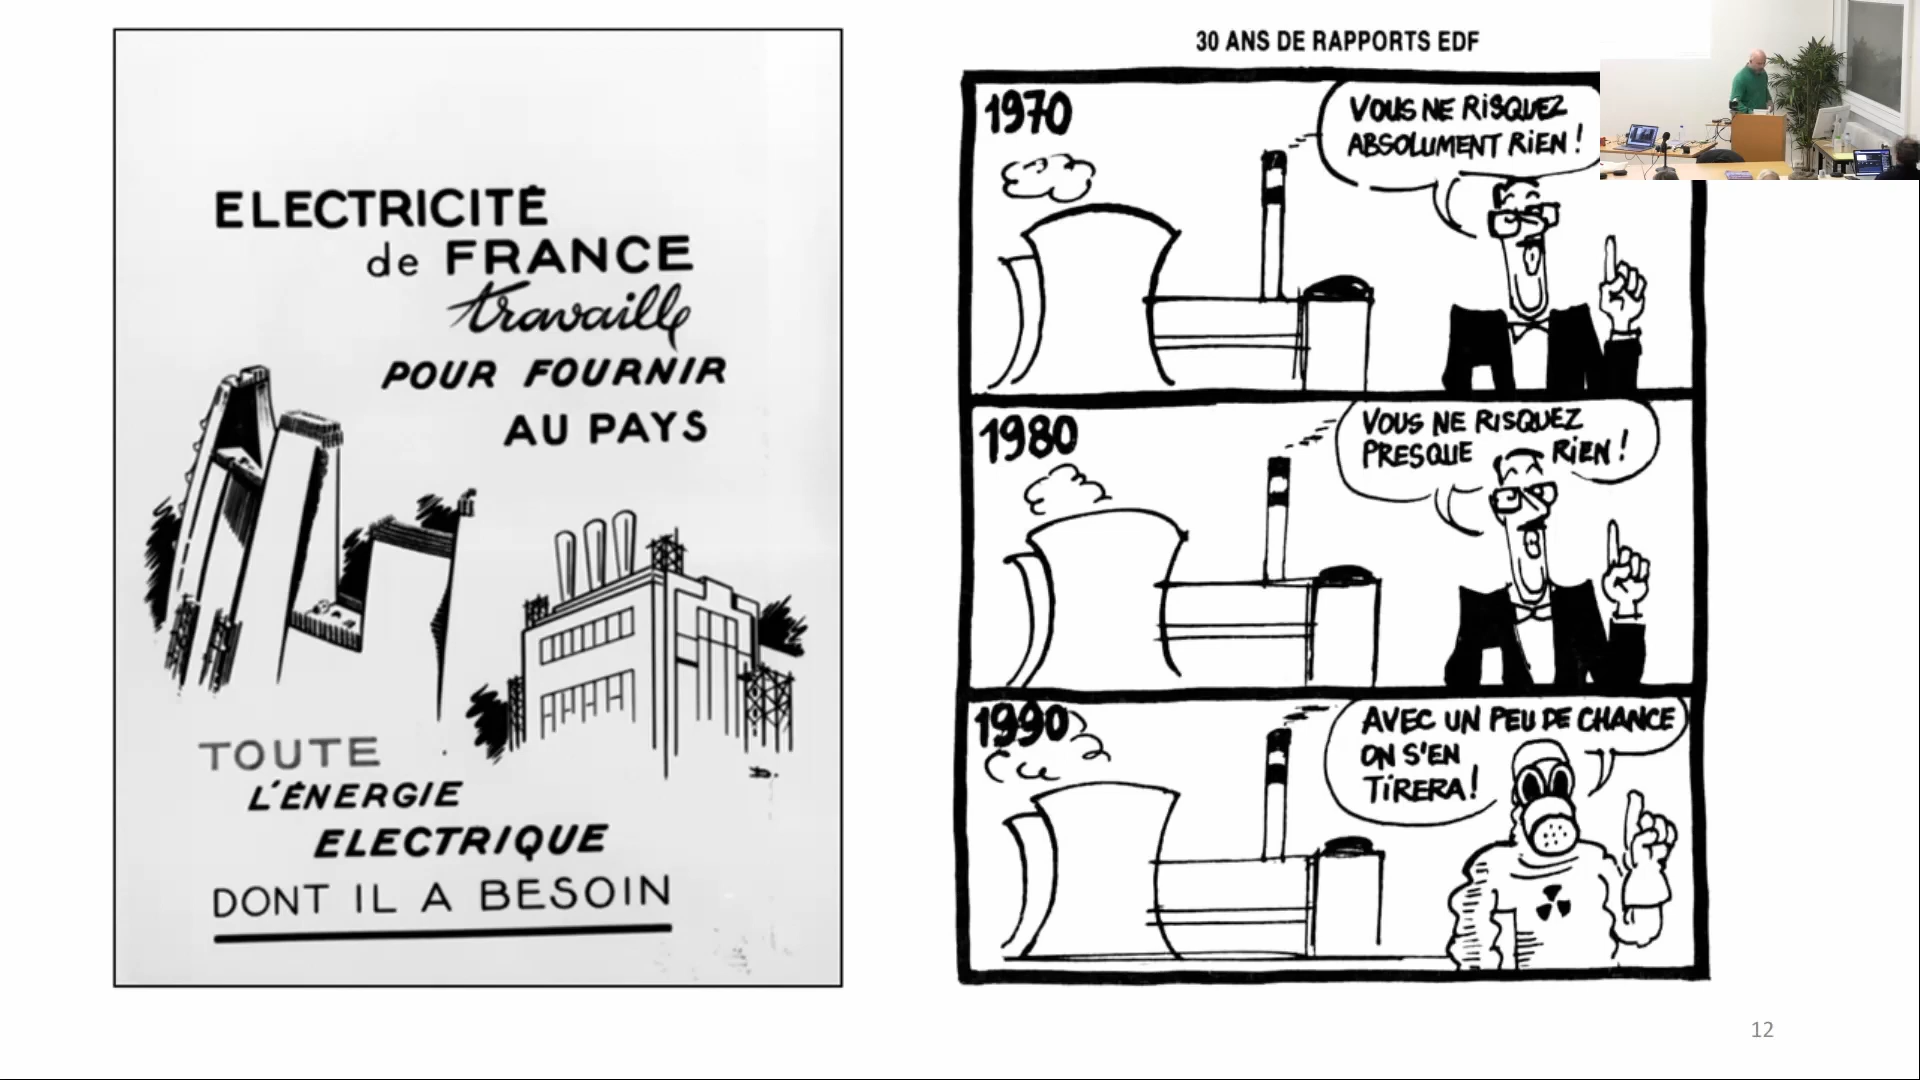 ELECTRICITÉ
de FRANCE
travaille
POUR FOURNIR
AU PAYS
TOUTE
L'ÉNERGIE
ELECTRIQUE
DONT IL A BESOIN
30 ANS DE RAPPORTS EDF
1970
VOUS NE RISQUEZ
ABSOLUMENT RIEN !
1980
VOUS NE RISQUEZ
PRESQUE RIEN !
1990
AVEC UN PEU DE CHANCE
ON S'EN
TIRERA !
12